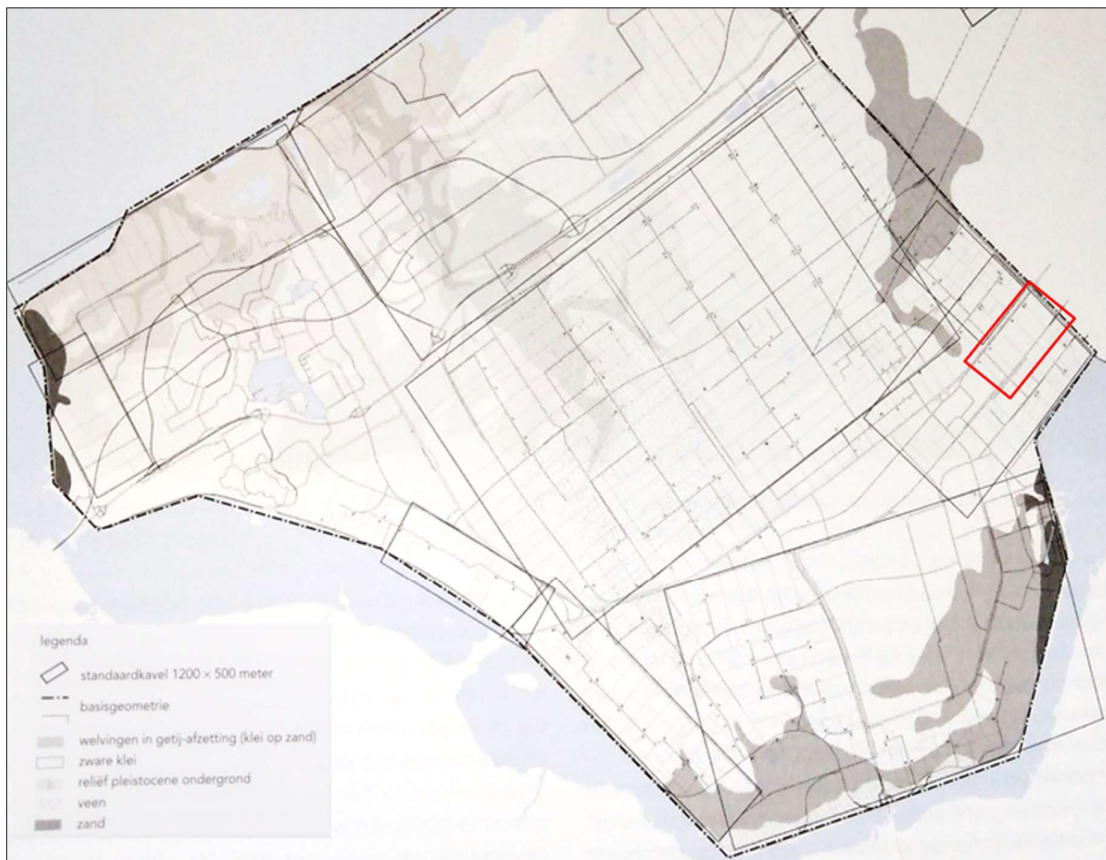 legenda
standaardkavel 1200 × 500 meter
basisgeometrie
welvingen in getij-afzetting (klei op zand)
zware klei
reliëf pleistocene ondergrond
veen
zand